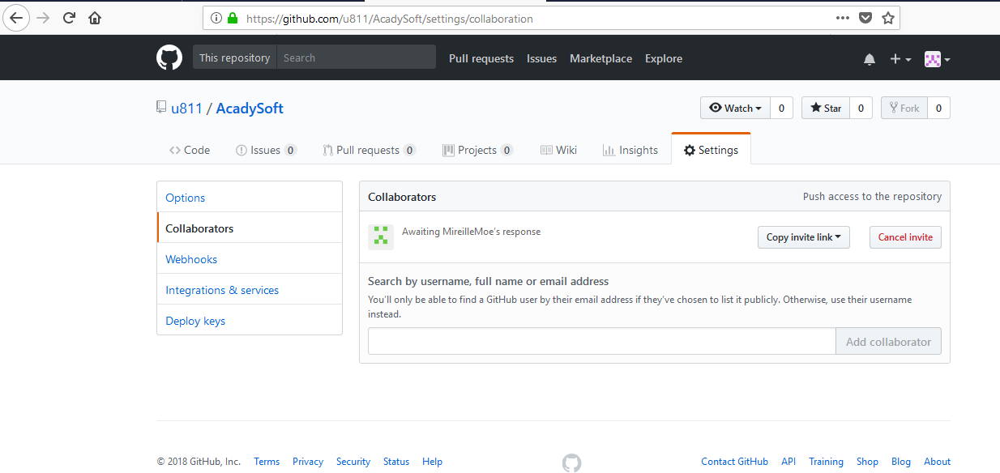 https://github.com/u811/AcadySoft/settings/collaboration
This repository Search Pull requests Issues Marketplace Explore
u811 / AcadySoft Watch 0 Star 0 Fork 0
Code Issues 0 Pull requests 0 Projects 0 Wiki Insights Settings
Options
Collaborators
Webhooks
Integrations & services
Deploy keys
Collaborators Push access to the repository
Awaiting MireilleMoe's response Copy invite link Cancel invite
Search by username, full name or email address
You'll only be able to find a GitHub user by their email address if they've chosen to list it publicly. Otherwise, use their username
instead.
Add collaborator
© 2018 GitHub, Inc. Terms Privacy Security Status Help Contact GitHub API Training Shop Blog About